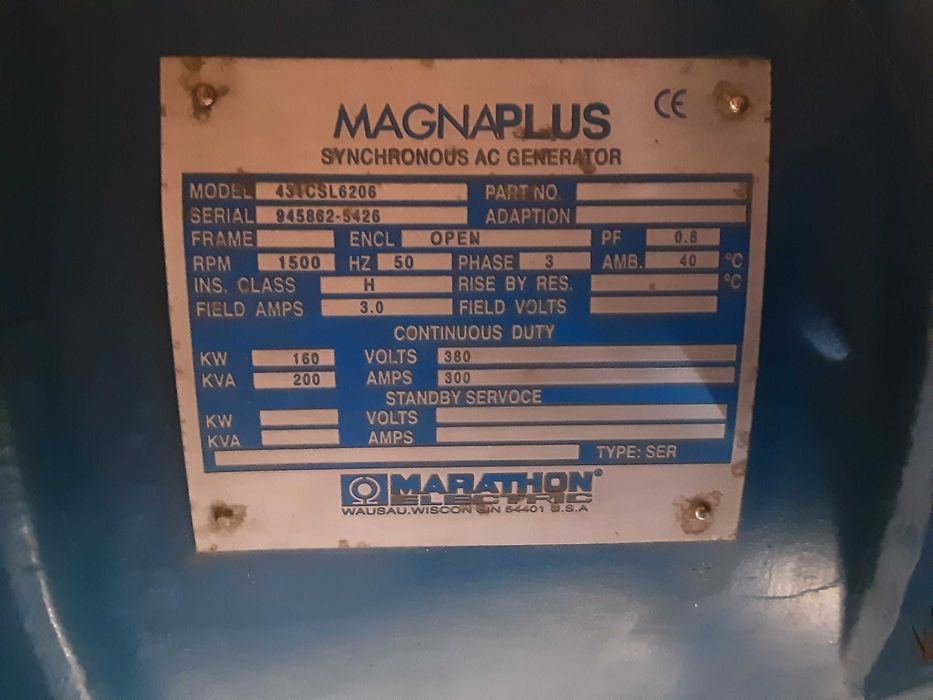 MAGNAPLUS CE
SYNCHRONOUS AC GENERATOR
MODEL 431CSL6206 PART NO.
SERIAL 945862-5426 ADAPTION
FRAME ENCL OPEN PF 0.8
RPM 1500 HZ 50 PHASE 3 AMB. 40 °C
INS. CLASS H RISE BY RES. °C
FIELD AMPS 3.0 FIELD VOLTS
CONTINUOUS DUTY
KW 160 VOLTS 380
KVA 200 AMPS 300
STANDBY SERVOCE
KW VOLTS
KVA AMPS
TYPE: SER
MARATHON®
ELECTRIC
WAUSAU.WISCONSIN 54401 U.S.A